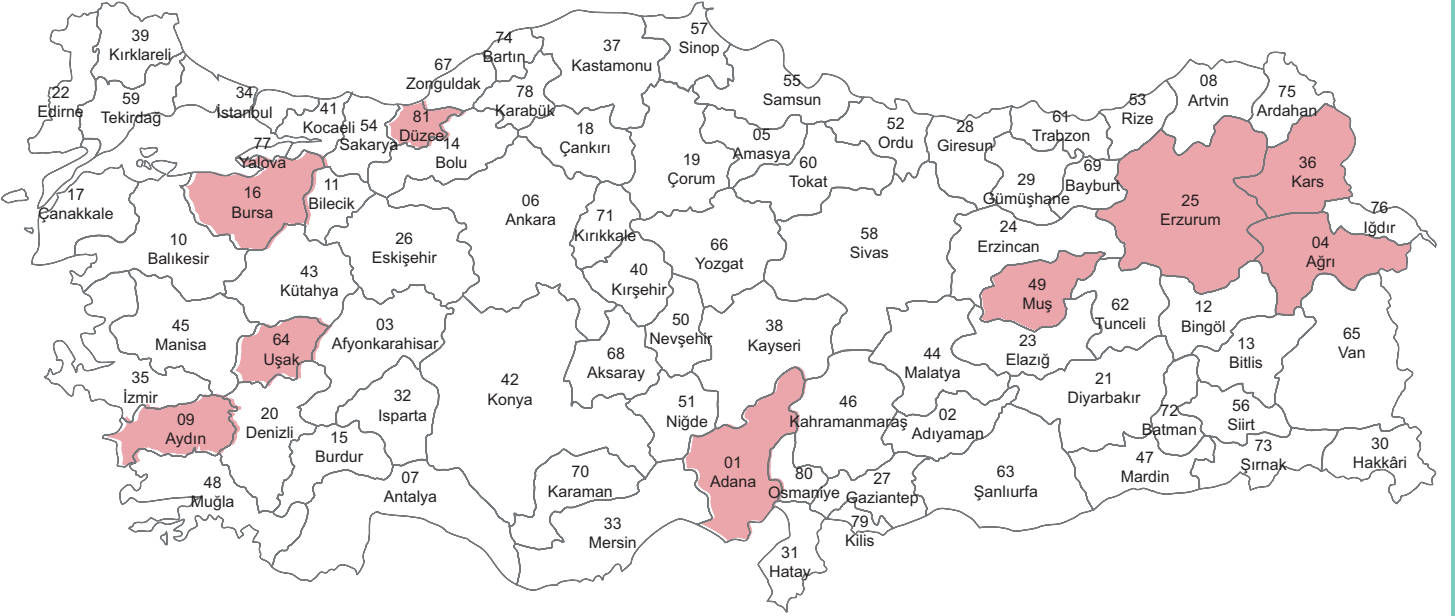 39
Kırklareli
22
Edirne
59
Tekirdag
34
İstanbul
41
Kocaeli
54
Sakarya
77
Yalova
81
Düzce
67
Zonguldak
74
Bartın
78
Karabük
37
Kastamonu
57
Sinop
55
Samsun
14
Bolu
18
Çankırı
19
Çorum
05
Amasya
60
Tokat
52
Ordu
28
Giresun
61
Trabzon
53
Rize
08
Artvin
75
Ardahan
36
Kars
25
Erzurum
69
Bayburt
29
Gümüşhane
24
Erzincan
76
Iğdır
04
Ağrı
17
Çanakkale
16
Bursa
11
Bilecik
10
Balıkesir
26
Eskişehir
06
Ankara
71
Kırıkkale
66
Yozgat
58
Sivas
43
Kütahya
40
Kırşehir
49
Muş
62
Tunceli
12
Bingöl
45
Manisa
64
Uşak
03
Afyonkarahisar
50
Nevşehir
38
Kayseri
23
Elazığ
13
Bitlis
65
Van
35
İzmir
68
Aksaray
44
Malatya
21
Diyarbakır
09
Aydın
20
Denizli
32
Isparta
42
Konya
51
Niğde
46
Kahramanmaraş
02
Adıyaman
72
Batman
56
Siirt
15
Burdur
01
Adana
73
Şırnak
30
Hakkâri
48
Muğla
07
Antalya
70
Karaman
80
Osmaniye
27
Gaziantep
63
Şanlıurfa
47
Mardin
33
Mersin
79
Kilis
31
Hatay